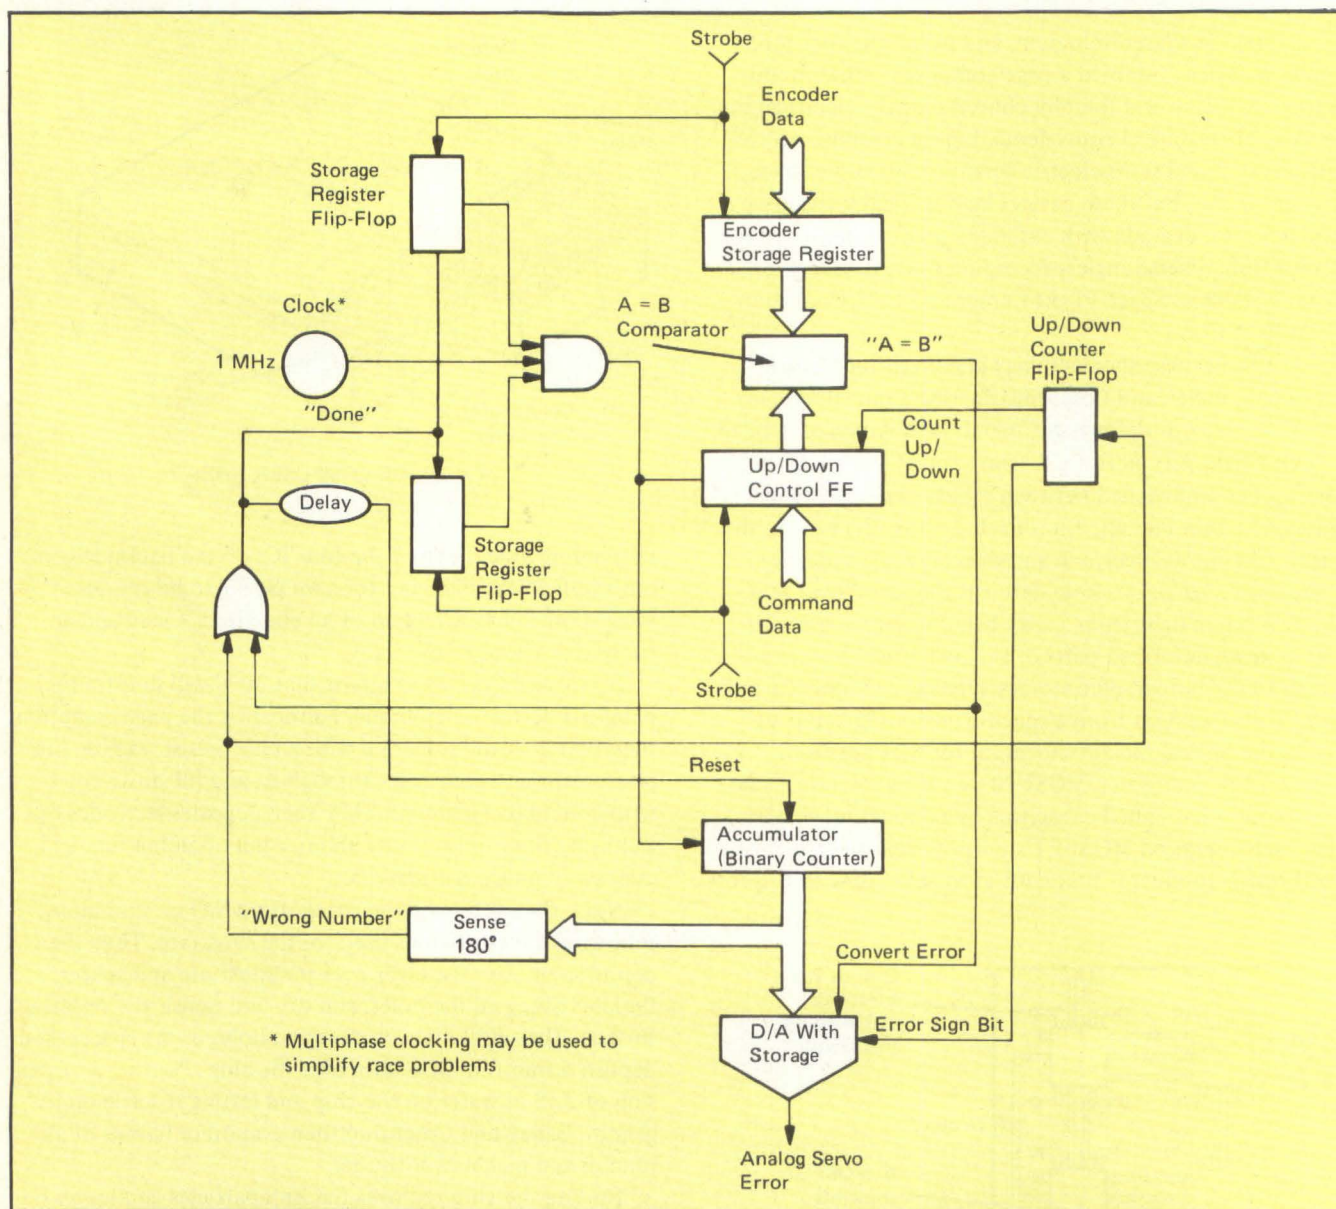 Strobe
Encoder
Data
Storage
Register
Flip-Flop
Encoder
Storage Register
Clock*
A = B
Comparator
"A = B"
Up/Down
Counter
Flip-Flop
1 MHz
"Done"
Count
Up/
Down
Up/Down
Control FF
Delay
Storage
Register
Flip-Flop
Command
Data
Strobe
Reset
Accumulator
(Binary Counter)
"Wrong Number"
Sense
180°
Convert Error
D/A With
Storage
Error Sign Bit
* Multiphase clocking may be used to
simplify race problems
Analog Servo
Error